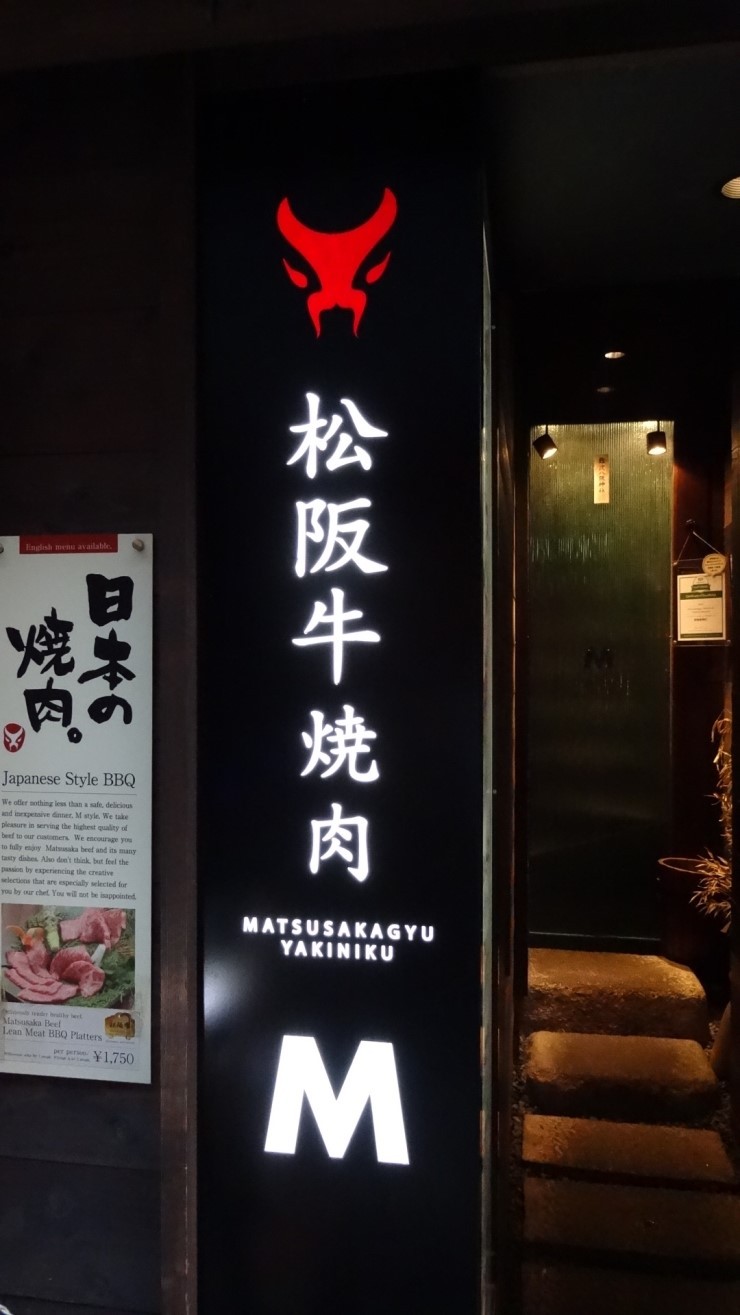 English menu available.
日本の
焼肉。
Japanese Style BBQ
We offer nothing less than a safe, delicious
and inexpensive dinner, M style. We take
pleasure in serving the highest quality of
beef to our customers. We encourage you
to fully enjoy Matsusaka beef and its many
tasty dishes. Also don't think, but feel the
passion by experiencing the creative
selections that are especially selected for
you by our chef. You will not be isappointed.
Matsusaka Beef
Lean Meat BBQ Platters
per person: ¥1,750
松阪牛焼肉
MATSUSAKAGYU
YAKINIKU
M
M